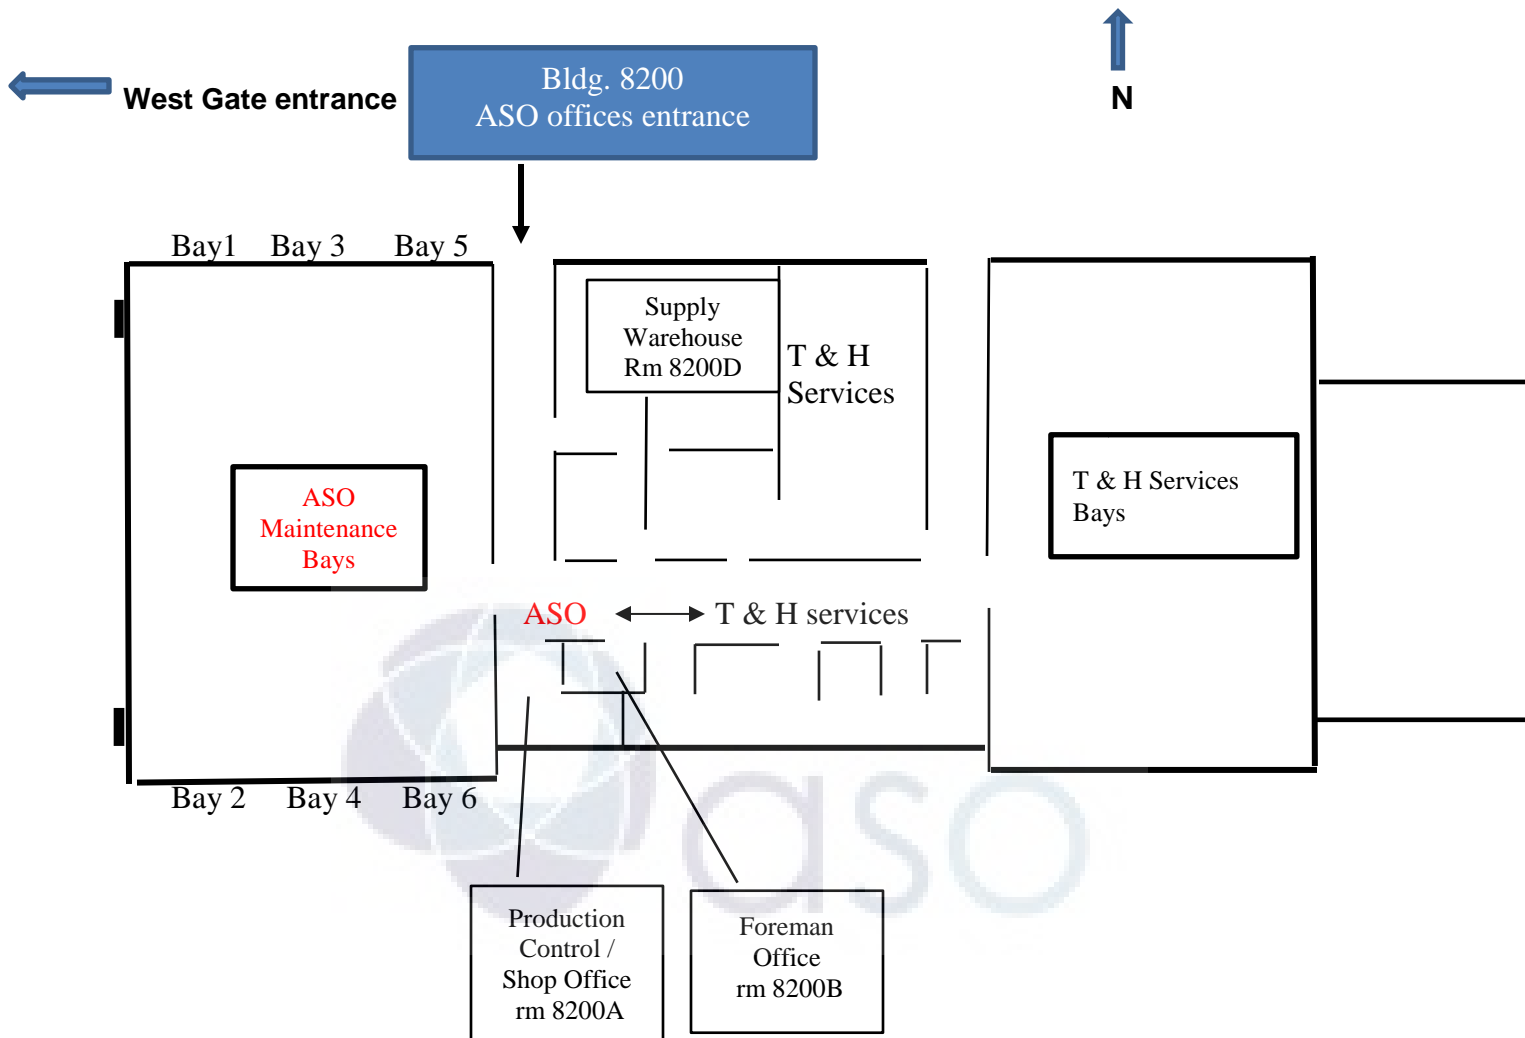 Bldg. 8200
ASO offices entrance
West Gate entrance
N
Bay1 Bay 3 Bay 5
Supply
Warehouse
Rm 8200D
T & H
Services
ASO
Maintenance
Bays
T & H Services
Bays
ASO
T & H services
Bay 2 Bay 4 Bay 6
aso
Production
Control /
Shop Office
rm 8200A
Foreman
Office
rm 8200B